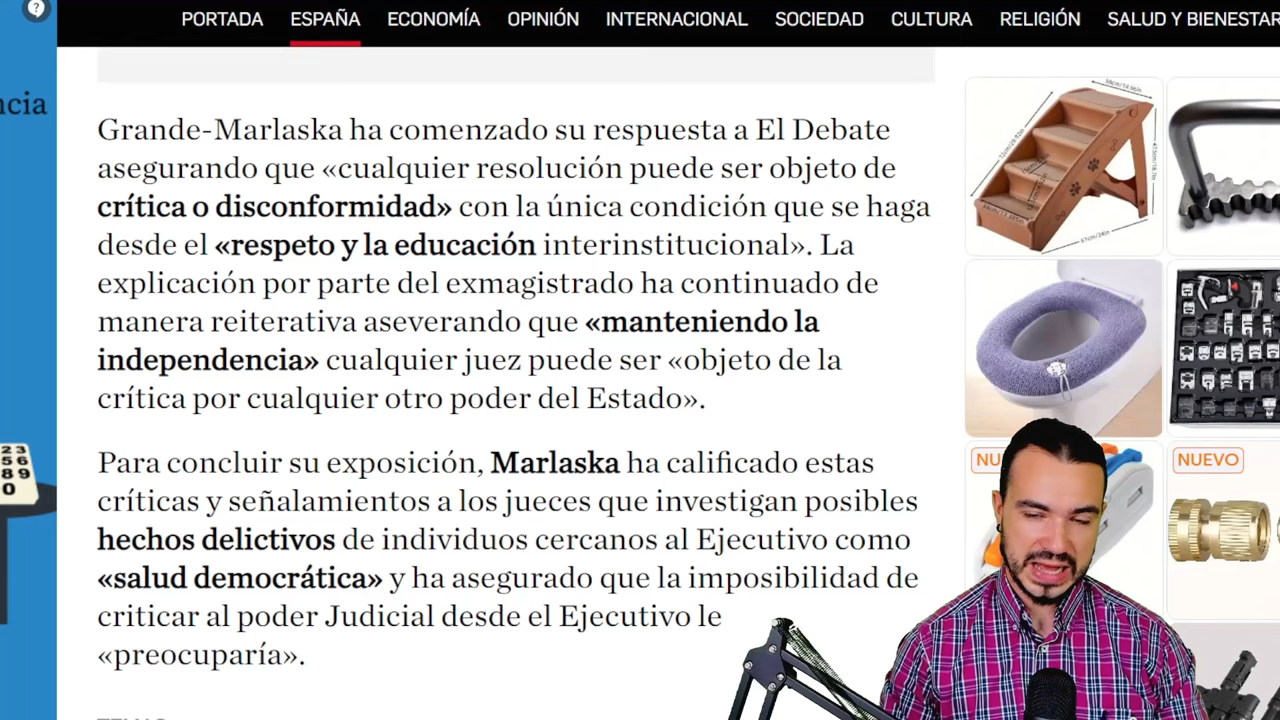 PORTADA ESPAÑA ECONOMÍA OPINIÓN INTERNACIONAL SOCIEDAD CULTURA RELIGIÓN SALUD Y BIENESTAR
?
ncia
Grande-Marlaska ha comenzado su respuesta a El Debate
asegurando que «cualquier resolución puede ser objeto de
crítica o disconformidad» con la única condición que se haga
desde el «respeto y la educación interinstitucional». La
explicación por parte del exmagistrado ha continuado de
manera reiterativa aseverando que «manteniendo la
independencia» cualquier juez puede ser «objeto de la
crítica por cualquier otro poder del Estado».
Para concluir su exposición, Marlaska ha calificado estas
críticas y señalamientos a los jueces que investigan posibles
hechos delictivos de individuos cercanos al Ejecutivo como
«salud democrática» y ha asegurado que la imposibilidad de
criticar al poder Judicial desde el Ejecutivo le
«preocuparía».
NU
NUEVO
23
56
89
0